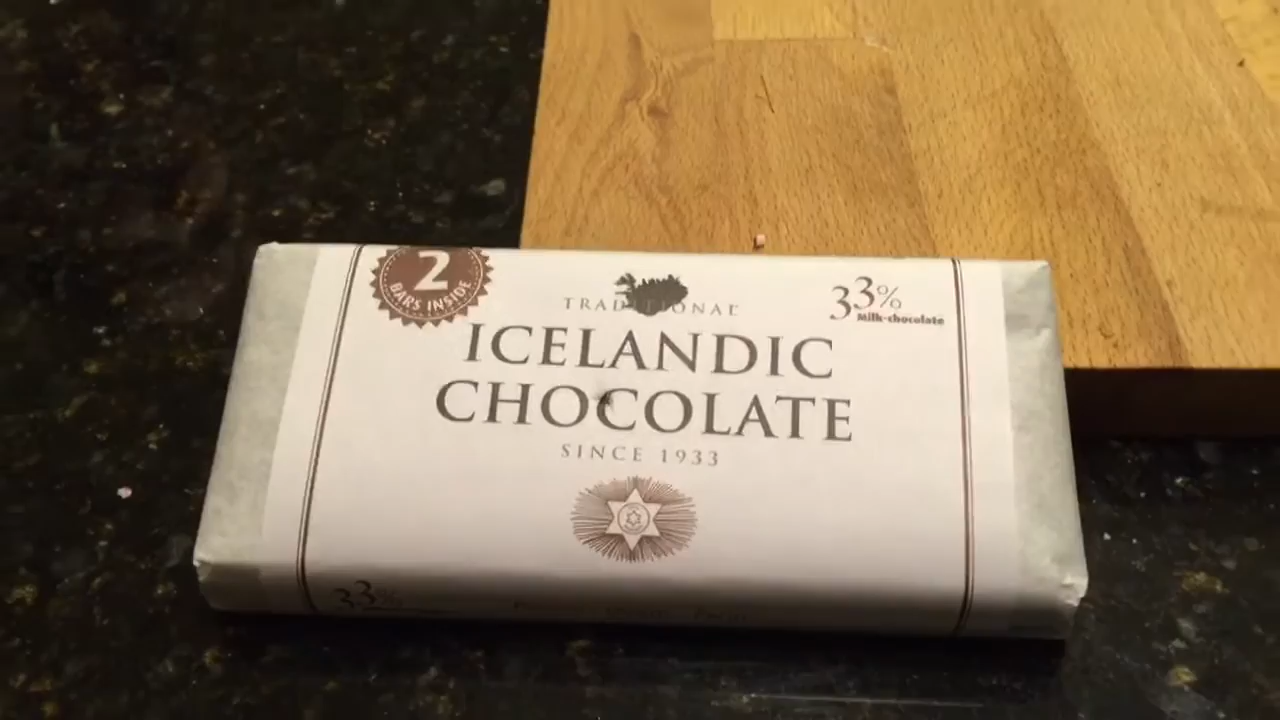 2
BARS INSIDE
TRADITIONAL
33%
Milk-chocolate
ICELANDIC
CHOCOLATE
SINCE 1933
33%